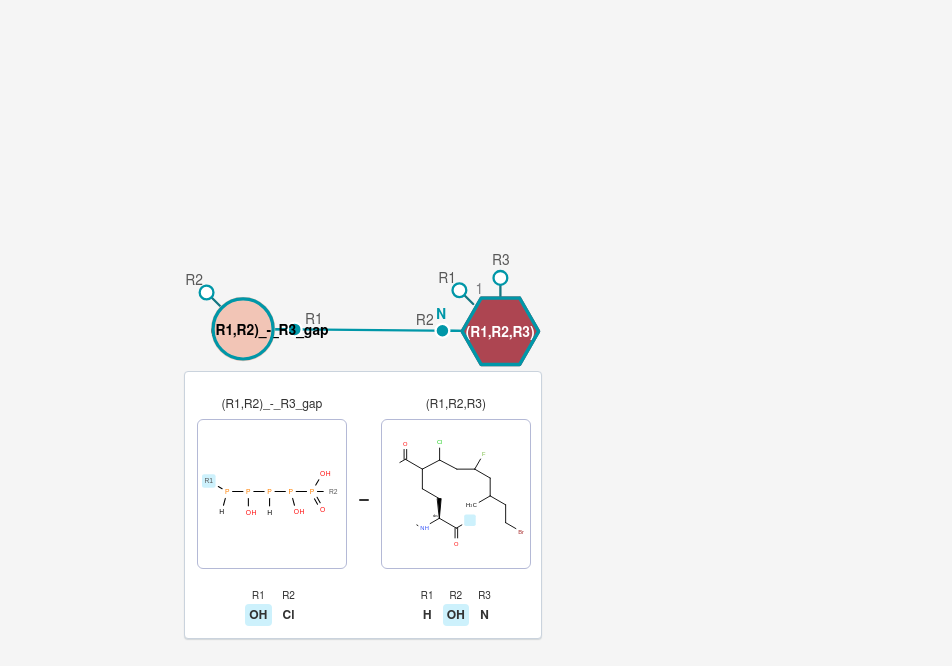 R3
R2
R1
1
N
R1
R2
(R1,R2)_-_R3_gap
(R1,R2,R3)
(R1,R2)_-_R3_gap
(R1,R2,R3)
R1
P
P
P
P
P
R2
OH
H
OH
H
OH
O
O
Cl
F
H₃C
NH
O
Br
R1
R2
OH
Cl
R1
R2
R3
H
OH
N